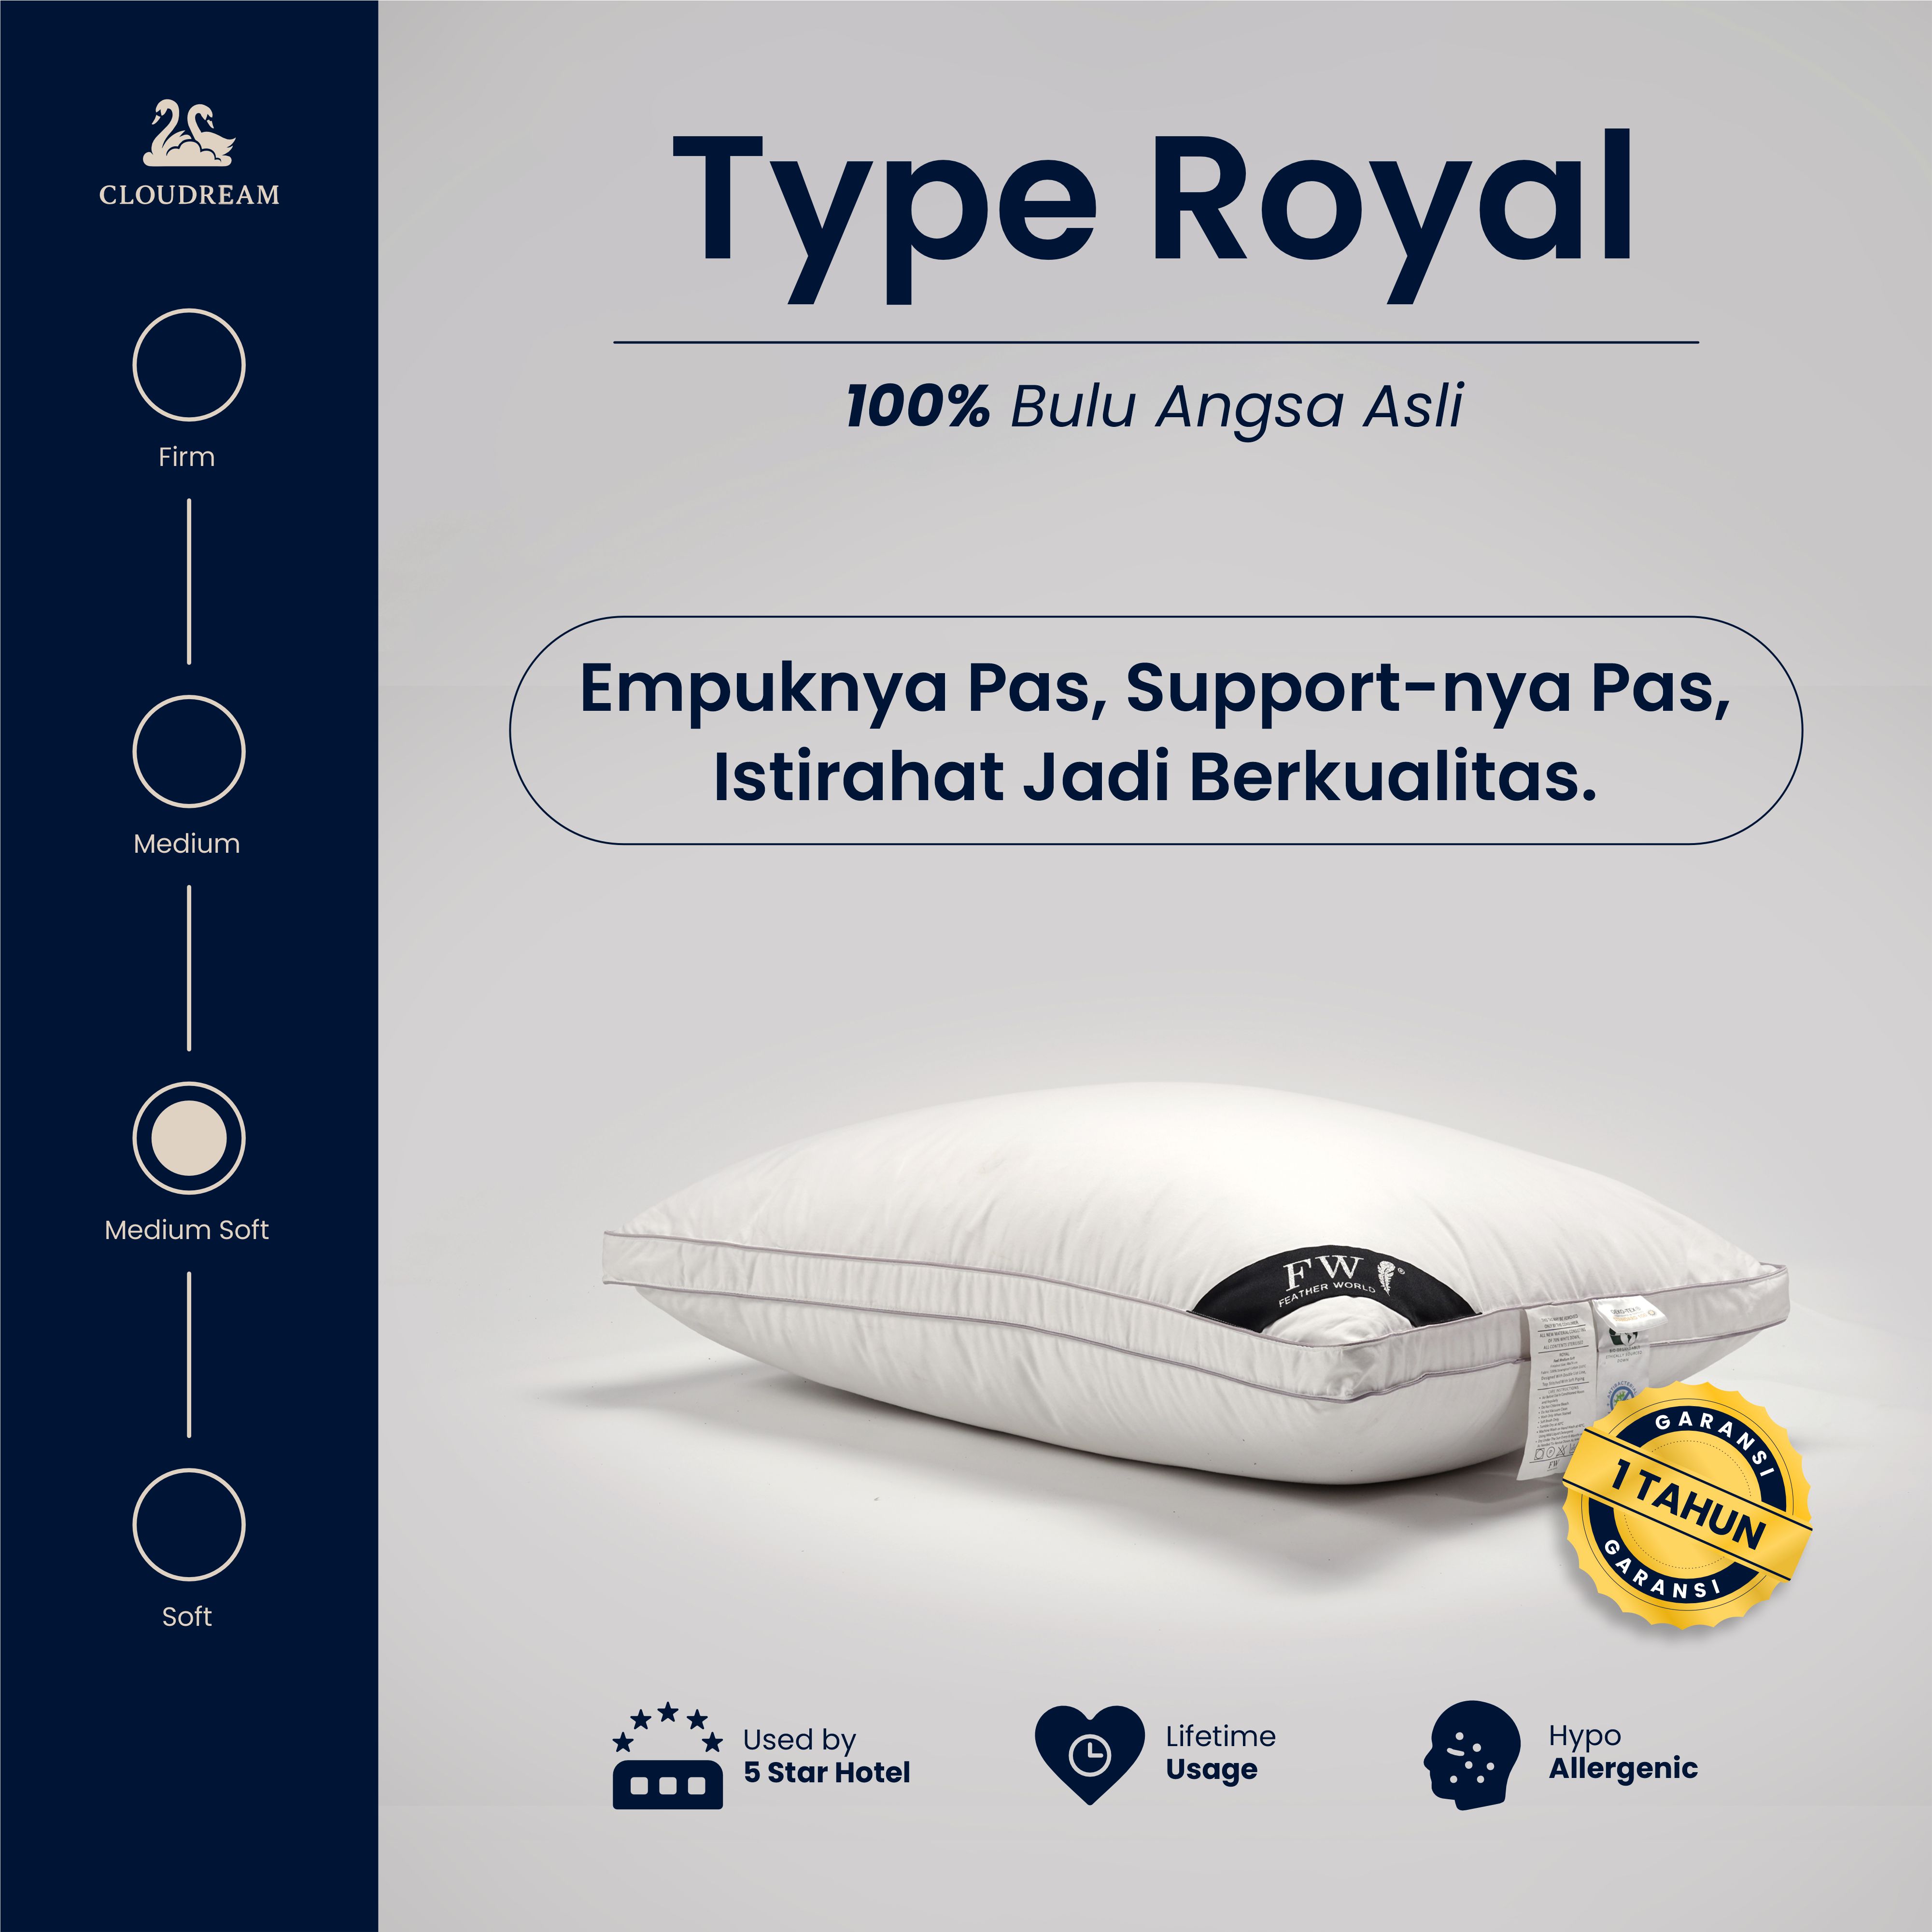 CLOUDREAM
Firm
Medium
Medium Soft
Soft
Type Royal
100% Bulu Angsa Asli
Empuknya Pas, Support-nya Pas,
Istirahat Jadi Berkualitas.
FW ®
FEATHER WORLD
GARANSI
1 TAHUN
GARANSI
Used by
5 Star Hotel
Lifetime
Usage
Hypo
Allergenic